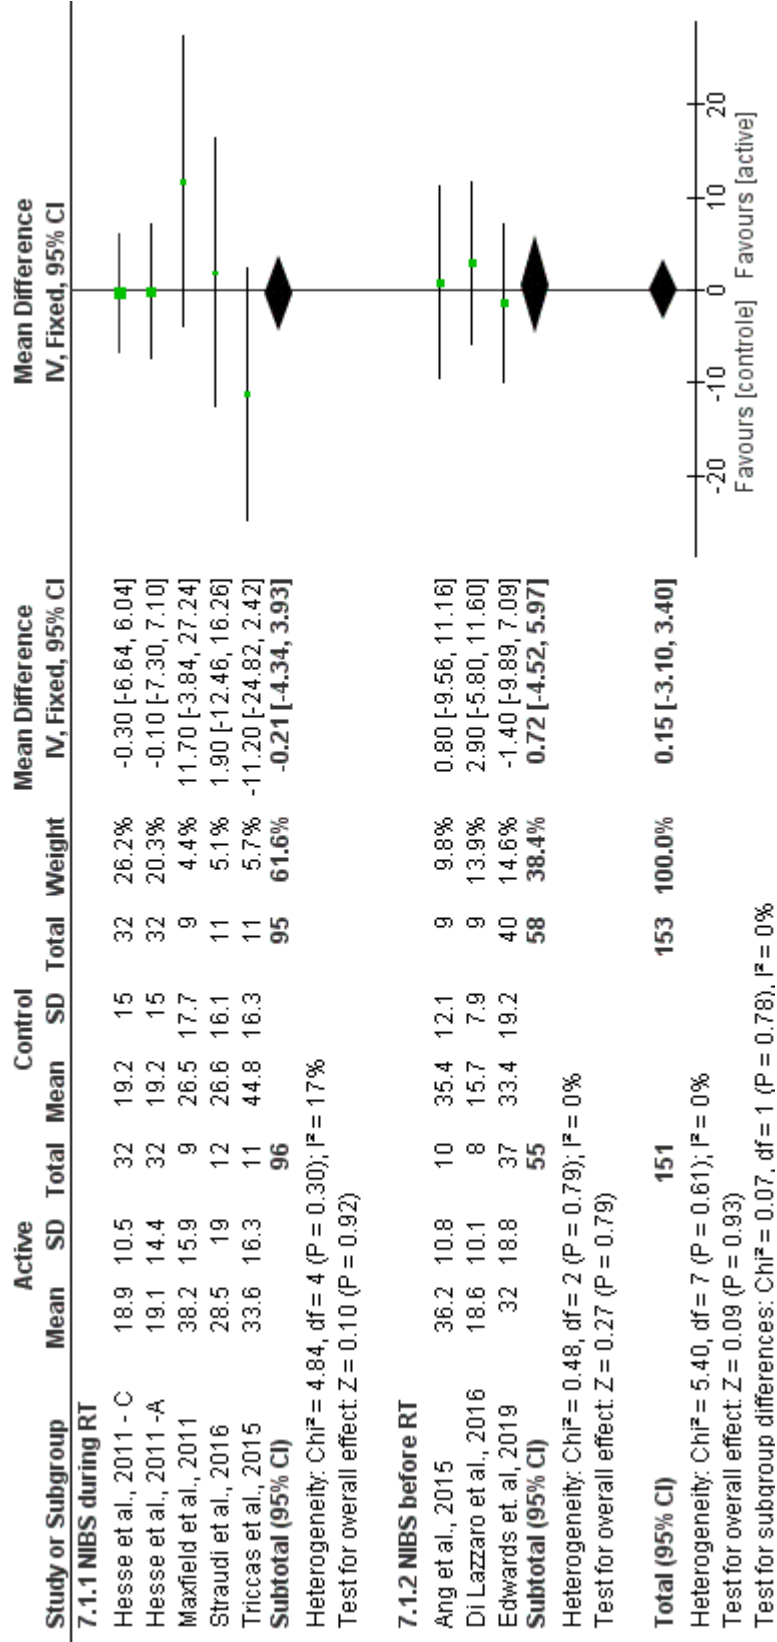 Active Control Mean Difference Mean Difference
Study or Subgroup Mean SD Total Mean SD Total Weight IV, Fixed, 95% CI IV, Fixed, 95% CI
7.1.1 NIBS during RT
Hesse et al., 2011 - C 18.9 10.5 32 19.2 15 32 26.2% -0.30 [-6.64, 6.04]
Hesse et al., 2011 -A 19.1 14.4 32 19.2 15 32 20.3% -0.10 [-7.30, 7.10]
Maxfield et al., 2011 38.2 15.9 9 26.5 17.7 9 4.4% 11.70 [-3.84, 27.24]
Straudi et al., 2016 28.5 19 12 26.6 16.1 11 5.1% 1.90 [-12.46, 16.26]
Triccas et al., 2015 33.6 16.3 11 44.8 16.3 11 5.7% -11.20 [-24.82, 2.42]
Subtotal (95% CI) 96 95 61.6% -0.21 [-4.34, 3.93]
Heterogeneity: Chi² = 4.84, df = 4 (P = 0.30); I² = 17%
Test for overall effect: Z = 0.10 (P = 0.92)
7.1.2 NIBS before RT
Ang et al., 2015 36.2 10.8 10 35.4 12.1 9 9.8% 0.80 [-9.56, 11.16]
Di Lazzaro et al., 2016 18.6 10.1 8 15.7 7.9 9 13.9% 2.90 [-5.80, 11.60]
Edwards et. al, 2019 32 18.8 37 33.4 19.2 40 14.6% -1.40 [-9.89, 7.09]
Subtotal (95% CI) 55 58 38.4% 0.72 [-4.52, 5.97]
Heterogeneity: Chi² = 0.48, df = 2 (P = 0.79); I² = 0%
Test for overall effect: Z = 0.27 (P = 0.79)
Total (95% CI) 151 153 100.0% 0.15 [-3.10, 3.40]
Heterogeneity: Chi² = 5.40, df = 7 (P = 0.61); I² = 0%
Test for overall effect: Z = 0.09 (P = 0.93)
Test for subgroup differences: Chi² = 0.07, df = 1 (P = 0.78), I² = 0%
-20 -10 0 10 20
Favours [controle] Favours [active]